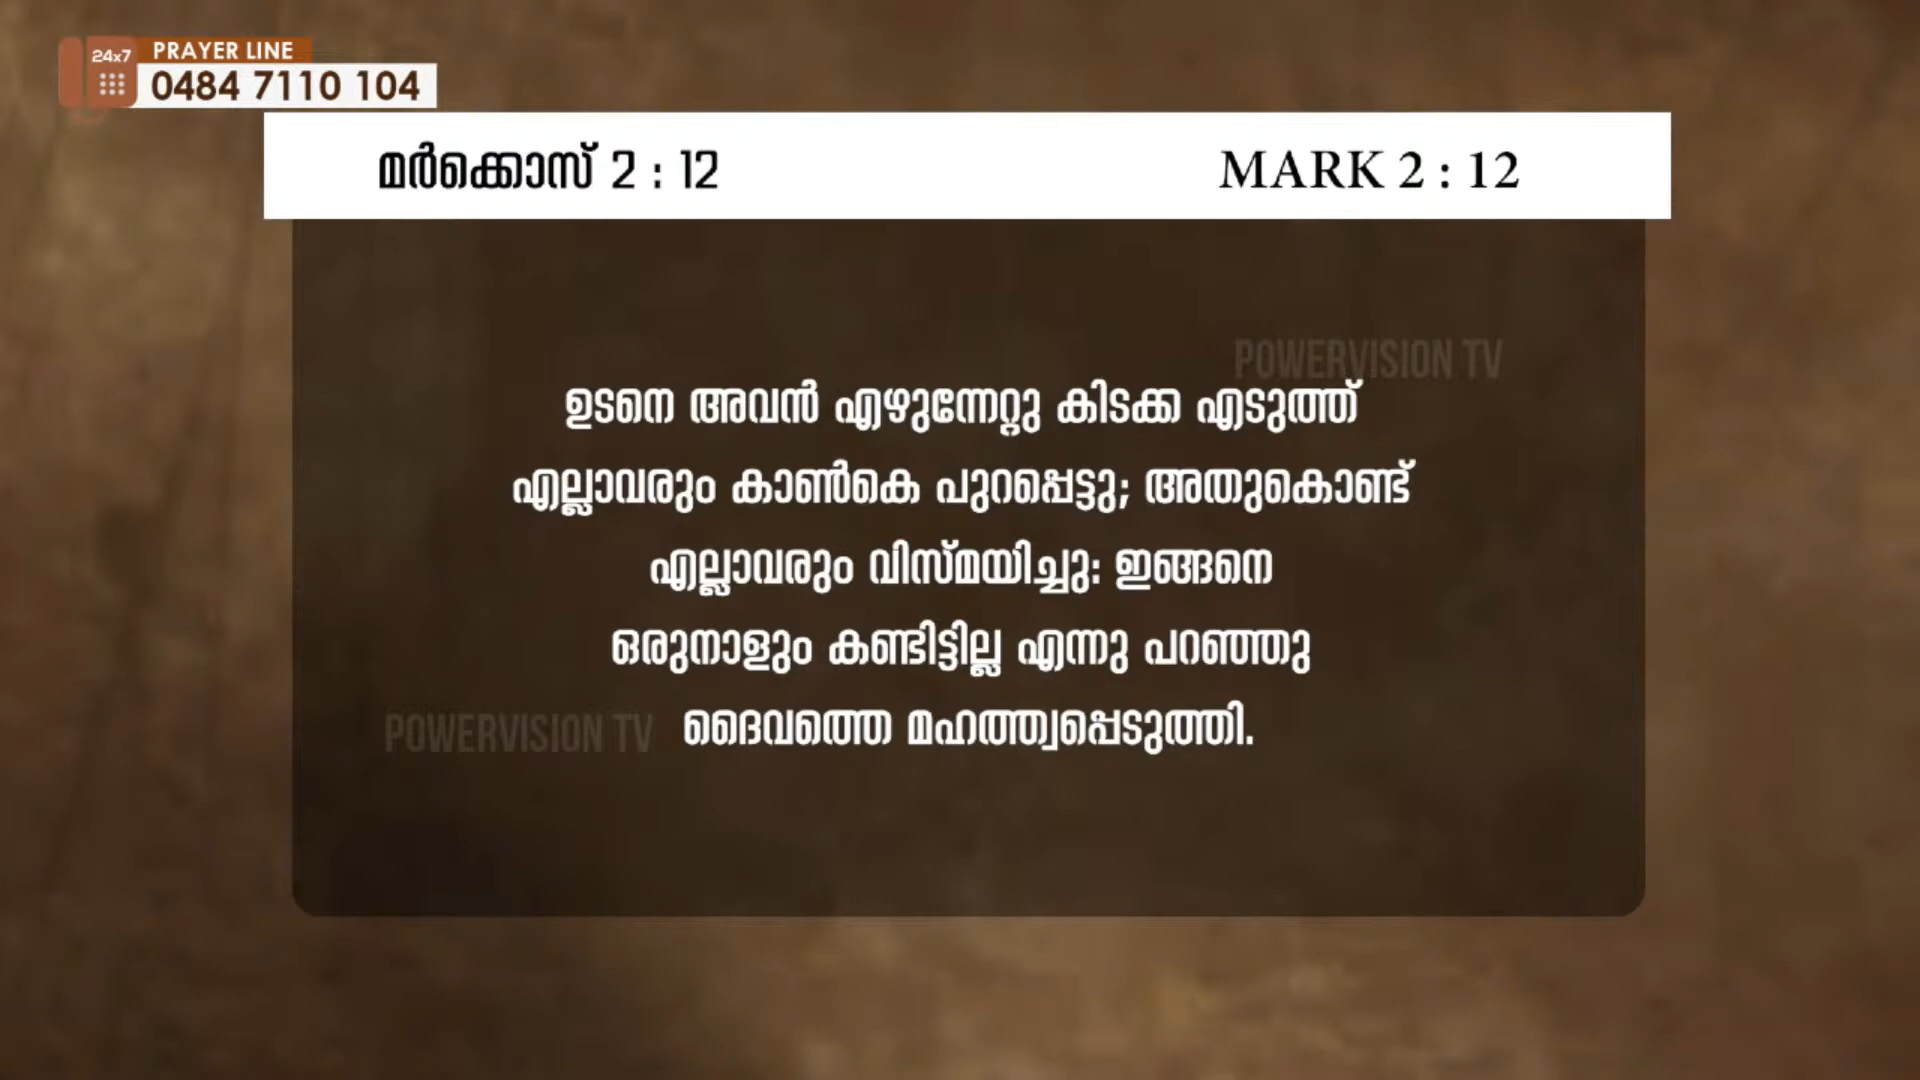 24x7
PRAYER LINE
0484 7110 104
മർക്കൊസ് 2 : 12
MARK 2 : 12
POWERVISION TV
ഉടനെ അവൻ എഴുന്നേറ്റു കിടക്ക എടുത്ത്
എല്ലാവരും കാൺകെ പുറപ്പെട്ടു; അതുകൊണ്ട്
എല്ലാവരും വിസ്മയിച്ചു: ഇങ്ങനെ
ഒരുനാളും കണ്ടിട്ടില്ല എന്നു പറഞ്ഞു
ദൈവത്തെ മഹത്ത്വപ്പെടുത്തി.
POWERVISION TV